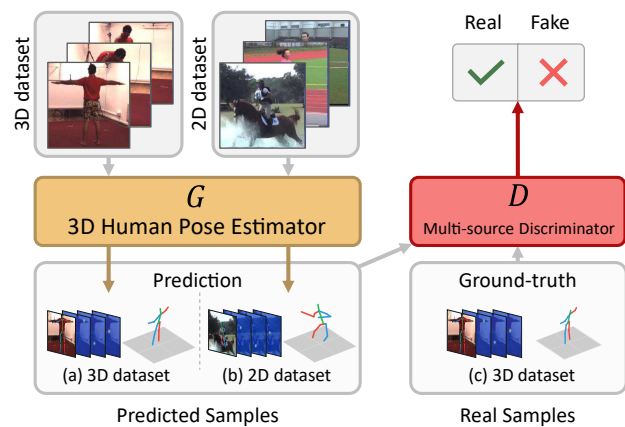 3D dataset
2D dataset
Real
Fake
G
3D Human Pose Estimator
D
Multi-source Discriminator
Prediction
(a) 3D dataset
(b) 2D dataset
Ground-truth
(c) 3D dataset
Predicted Samples
Real Samples